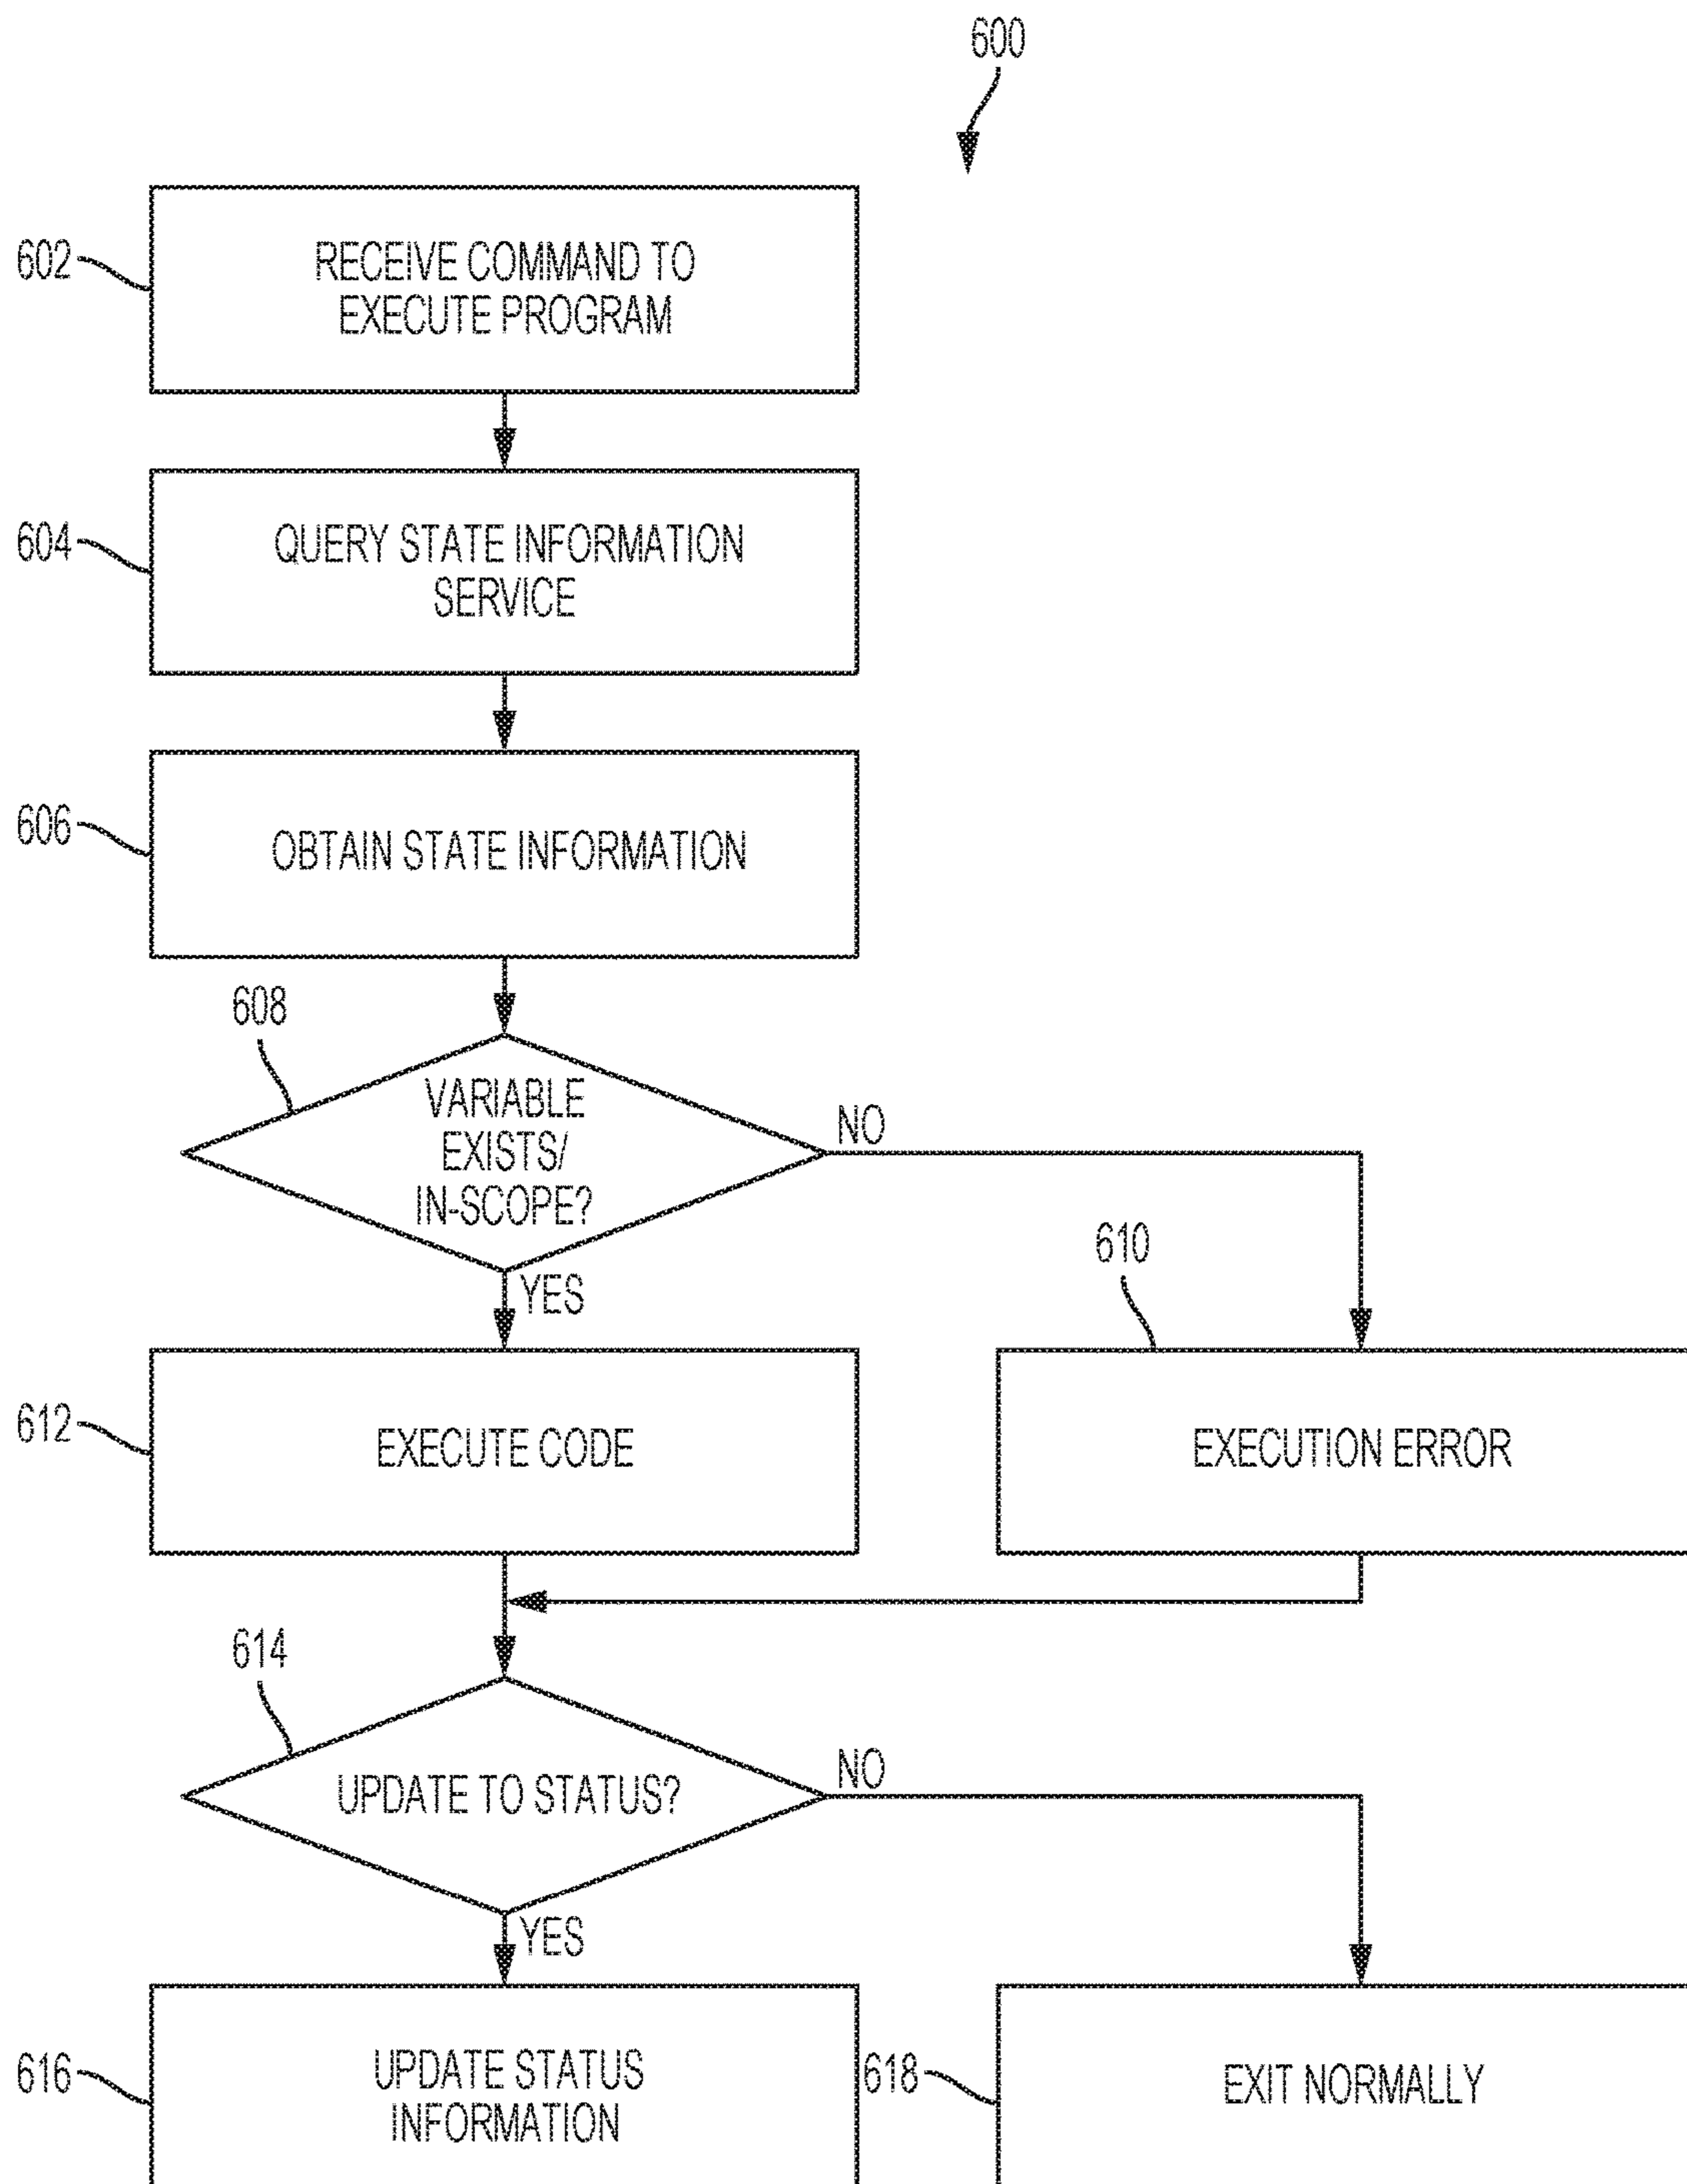 600
602
RECEIVE COMMAND TO
EXECUTE PROGRAM
604
QUERY STATE INFORMATION
SERVICE
606
OBTAIN STATE INFORMATION
608
VARIABLE
EXISTS/
IN-SCOPE?
NO
YES
610
612
EXECUTE CODE
EXECUTION ERROR
614
UPDATE TO STATUS?
NO
YES
616
UPDATE STATUS
INFORMATION
618
EXIT NORMALLY